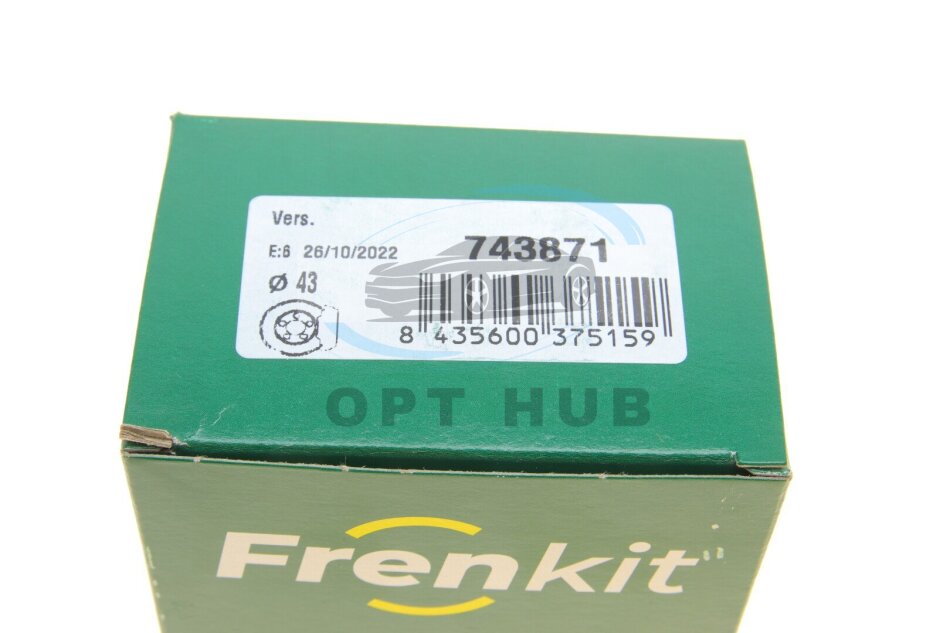 Vers.
E:6 26/10/2022 743871
Ø 43
8 435600 375159
OPT HUB
Frenkit